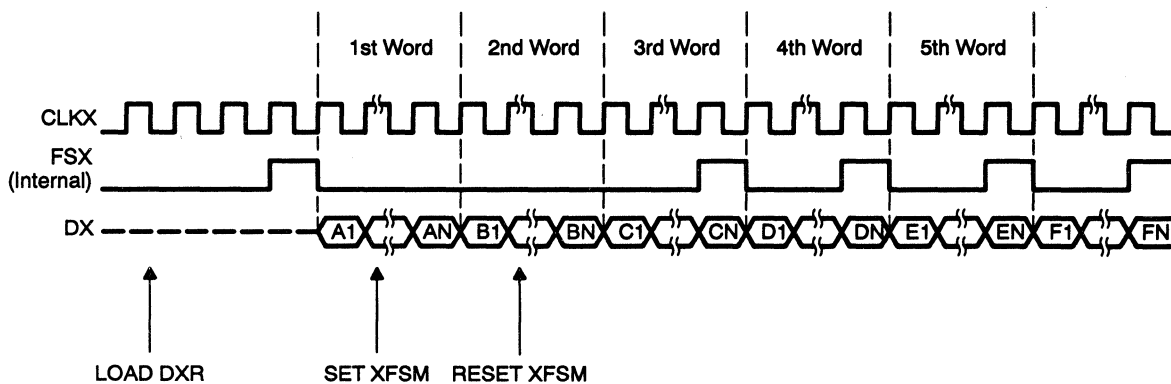 1st Word 2nd Word 3rd Word 4th Word 5th Word
CLKX
FSX
(Internal)
DX A1 AN B1 BN C1 CN D1 DN E1 EN F1 FN
LOAD DXR SET XFSM RESET XFSM